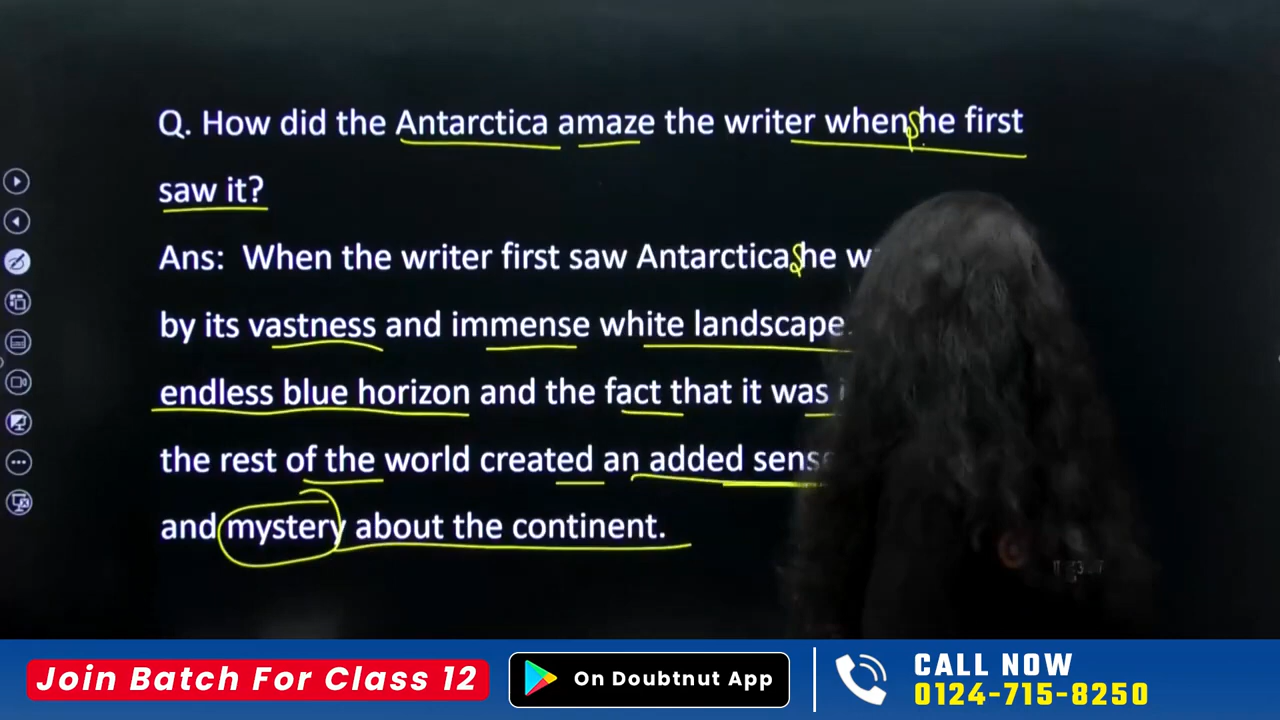 Q. How did the Antarctica amaze the writer when she first
saw it?
Ans: When the writer first saw Antarctica she
by its vastness and immense white landscape.
endless blue horizon and the fact that it was
the rest of the world created an added sense
and mystery about the continent.
Join Batch For Class 12
On Doubtnut App
CALL NOW
0124-715-8250